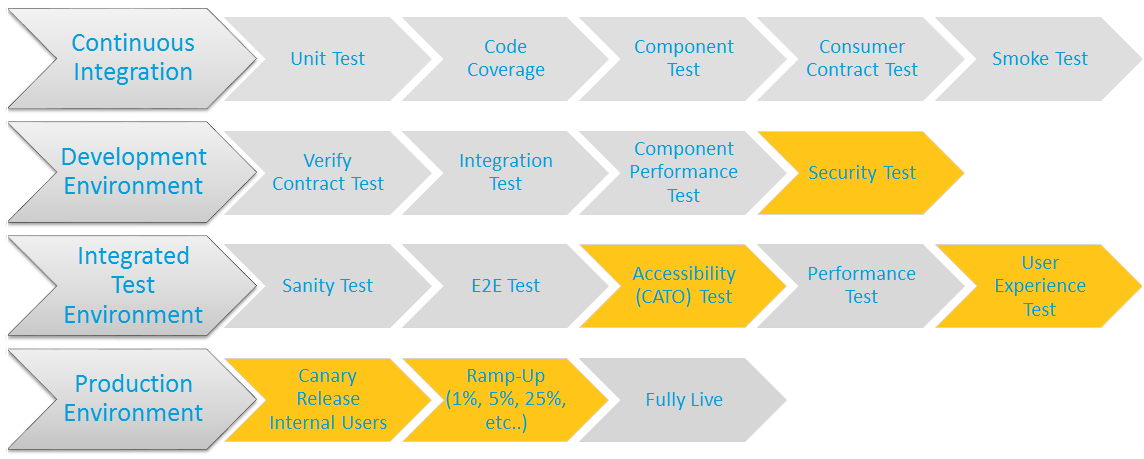 Continuous
Integration
Unit Test
Code
Coverage
Component
Test
Consumer
Contract Test
Smoke Test
Development
Environment
Verify
Contract Test
Integration
Test
Component
Performance
Test
Security Test
Integrated
Test
Environment
Sanity Test
E2E Test
Accessibility
(CATO) Test
Performance
Test
User
Experience
Test
Production
Environment
Canary
Release
Internal Users
Ramp-Up
(1%, 5%, 25%,
etc..)
Fully Live